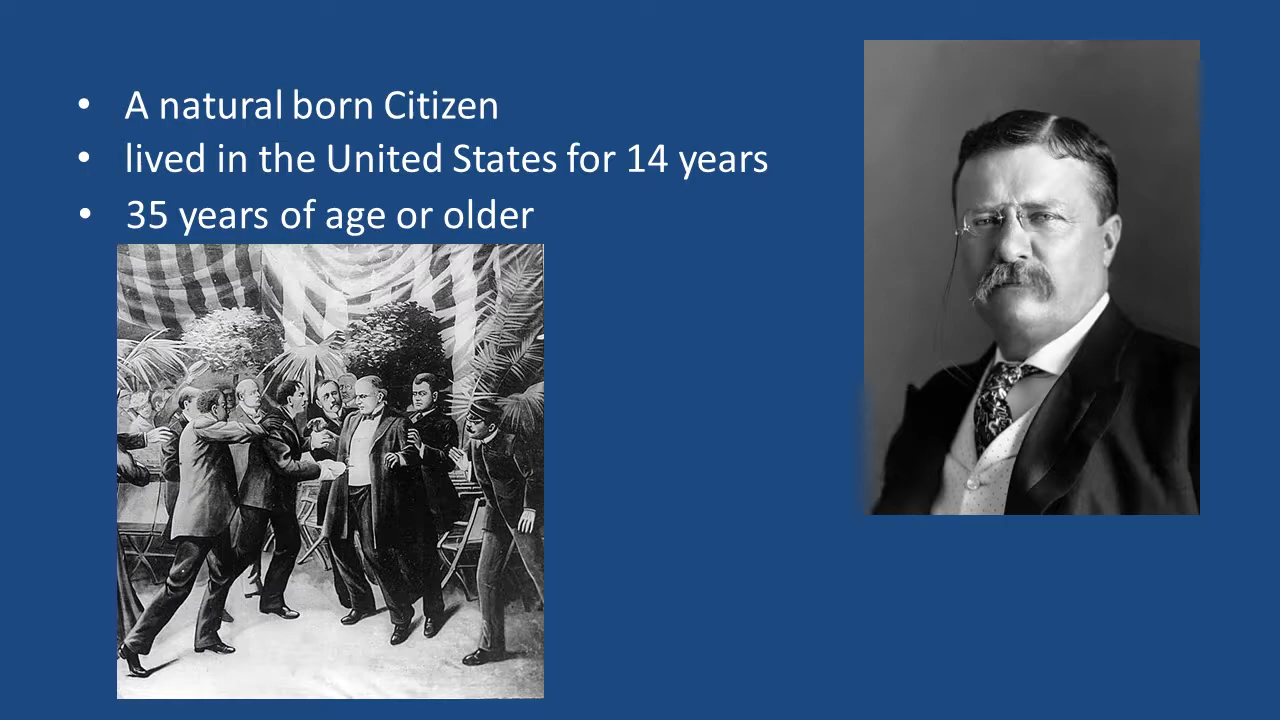 • A natural born Citizen
• lived in the United States for 14 years
• 35 years of age or older